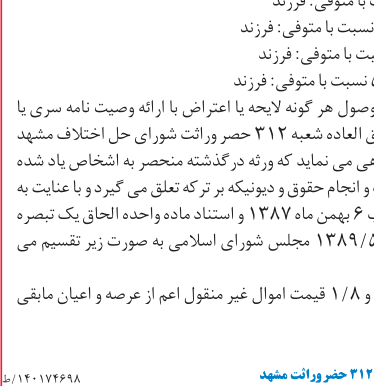 با متوفی: فرزند
نسبت با متوفی: فرزند
با متوفی: فرزند
نسبت با متوفی: فرزند
وصول هر گونه لایحه یا اعتراض با ارائه وصیت نامه سری یا
العاده شعبه ۳۱۲ حصر وراثت شورای حل اختلاف مشهد
می نماید که ورثه درگذشته منحصر به اشخاص یاد شده
و انجام حقوق و دیونیکه بر ترکه تعلق می گیرد و با عنایت به
۶ بهمن ماه ۱۳۸۷ و استناد ماده واحده الحاق یک تبصره
۱۳۸۹/۵ مجلس شورای اسلامی به صورت زیر تقسیم می
و ۱/۸ قیمت اموال غیر منقول اعم از عرصه و اعیان مابقی
۳۱۲ حضر وراثت مشهد
۱۴۰۱۷۴۶۹۸/ط